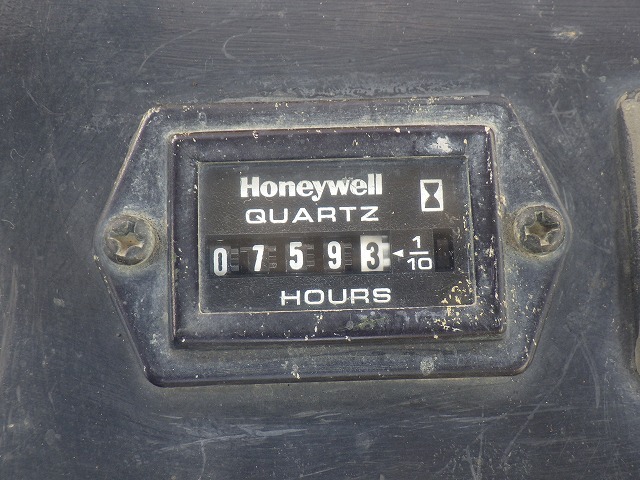 Honeywell
QUARTZ
0 7 5 9 3 ◄ 1/10
HOURS